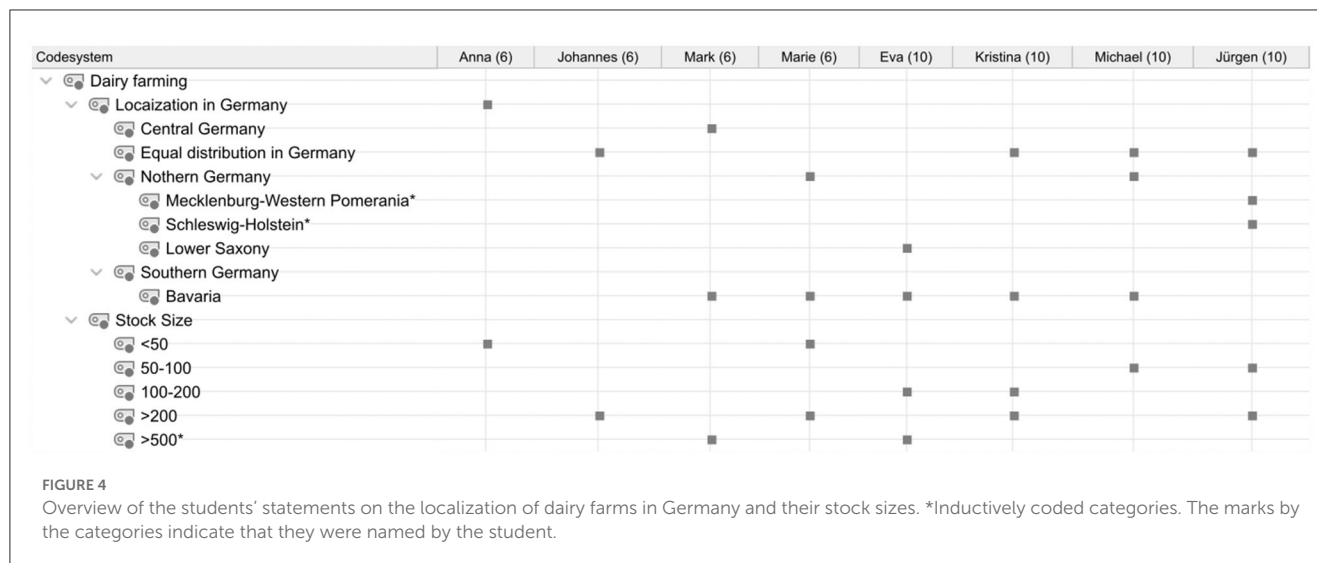 Codesystem Anna (6) Johannes (6) Mark (6) Marie (6) Eva (10) Kristina (10) Michael (10) Jürgen (10)
Dairy farming
Locaization in Germany
Central Germany
Equal distribution in Germany
Nothern Germany
Mecklenburg-Western Pomerania*
Schleswig-Holstein*
Lower Saxony
Southern Germany
Bavaria
Stock Size
<50
50-100
100-200
>200
>500*
FIGURE 4
Overview of the students' statements on the localization of dairy farms in Germany and their stock sizes. *Inductively coded categories. The marks by
the categories indicate that they were named by the student.